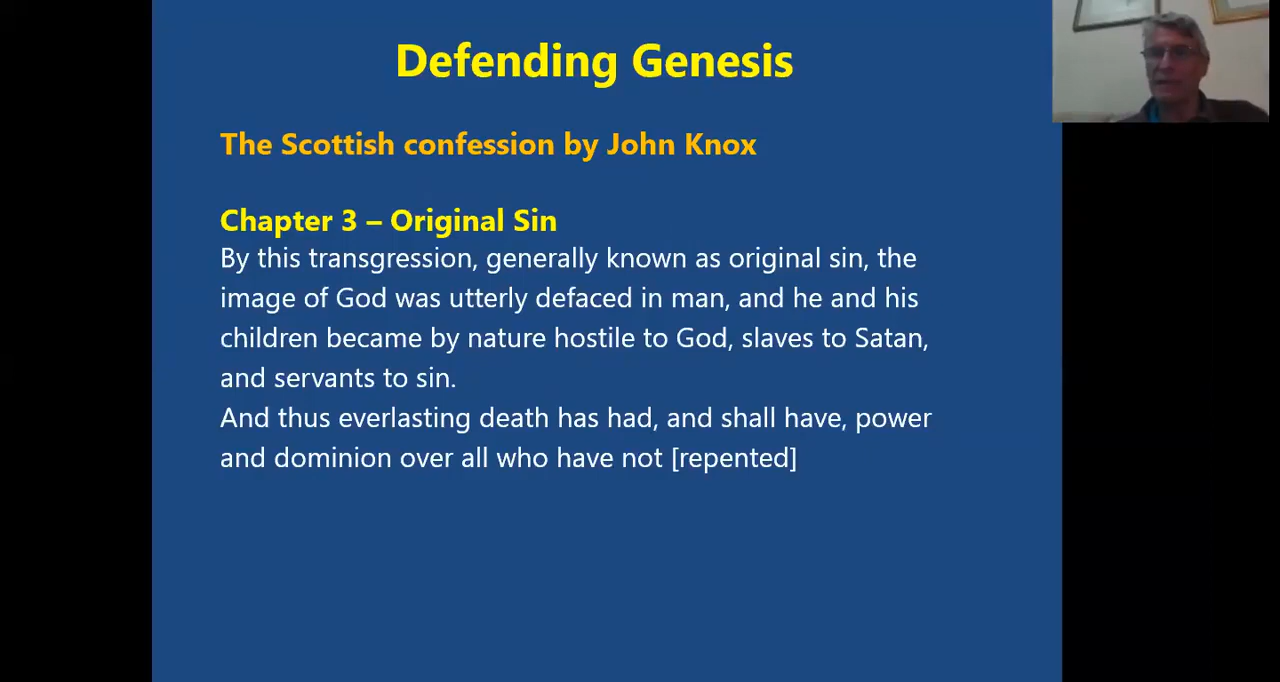 Defending Genesis
The Scottish confession by John Knox
Chapter 3 – Original Sin
By this transgression, generally known as original sin, the
image of God was utterly defaced in man, and he and his
children became by nature hostile to God, slaves to Satan,
and servants to sin.
And thus everlasting death has had, and shall have, power
and dominion over all who have not [repented]